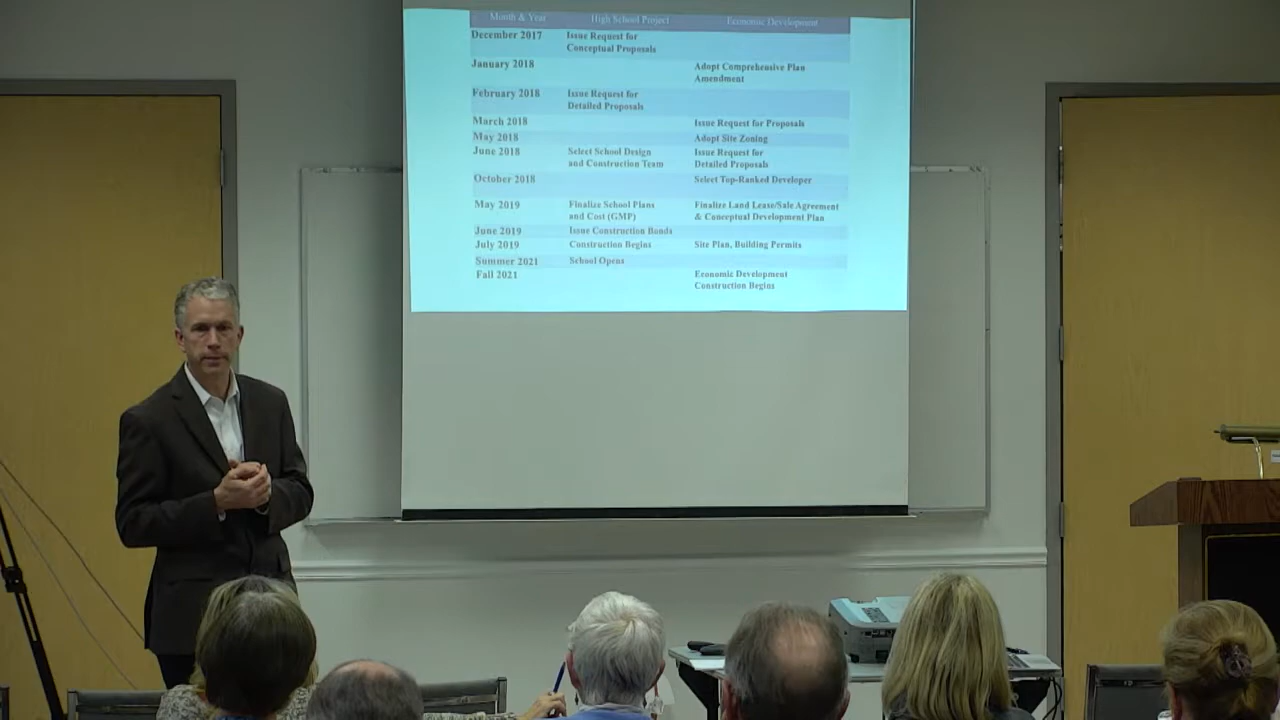 Month & Year High School Project Economic Development
December 2017 Issue Request for
Conceptual Proposals
January 2018 Adopt Comprehensive Plan
Amendment
February 2018 Issue Request for
Detailed Proposals
March 2018 Issue Request for Proposals
May 2018 Adopt Site Zoning
June 2018 Select School Design Issue Request for
and Construction Team Detailed Proposals
October 2018 Select Top-Ranked Developer
May 2019 Finalize School Plans Finalize Land Lease/Sale Agreement
and Cost (GMP) & Conceptual Development Plan
June 2019 Issue Construction Bonds
July 2019 Construction Begins Site Plan, Building Permits
Summer 2021 School Opens
Fall 2021 Economic Development
Construction Begins